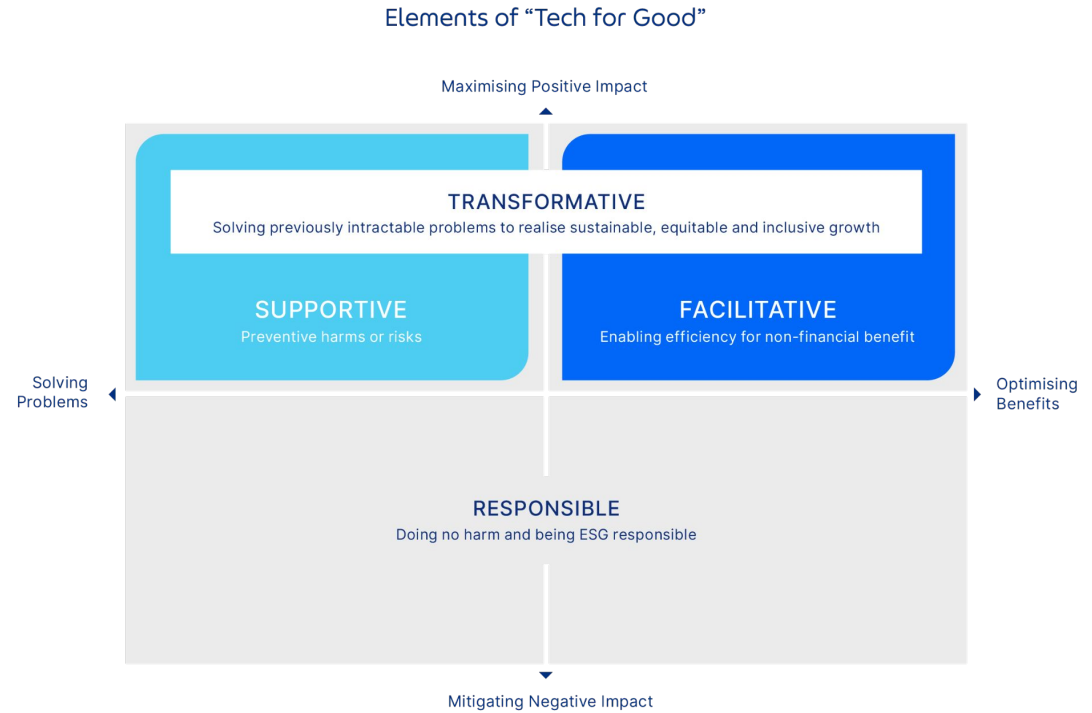 Elements of “Tech for Good”
Maximising Positive Impact
TRANSFORMATIVE
Solving previously intractable problems to realise sustainable, equitable and inclusive growth
SUPPORTIVE
Preventive harms or risks
FACILITATIVE
Enabling efficiency for non-financial benefit
Solving
Problems
Optimising
Benefits
RESPONSIBLE
Doing no harm and being ESG responsible
Mitigating Negative Impact